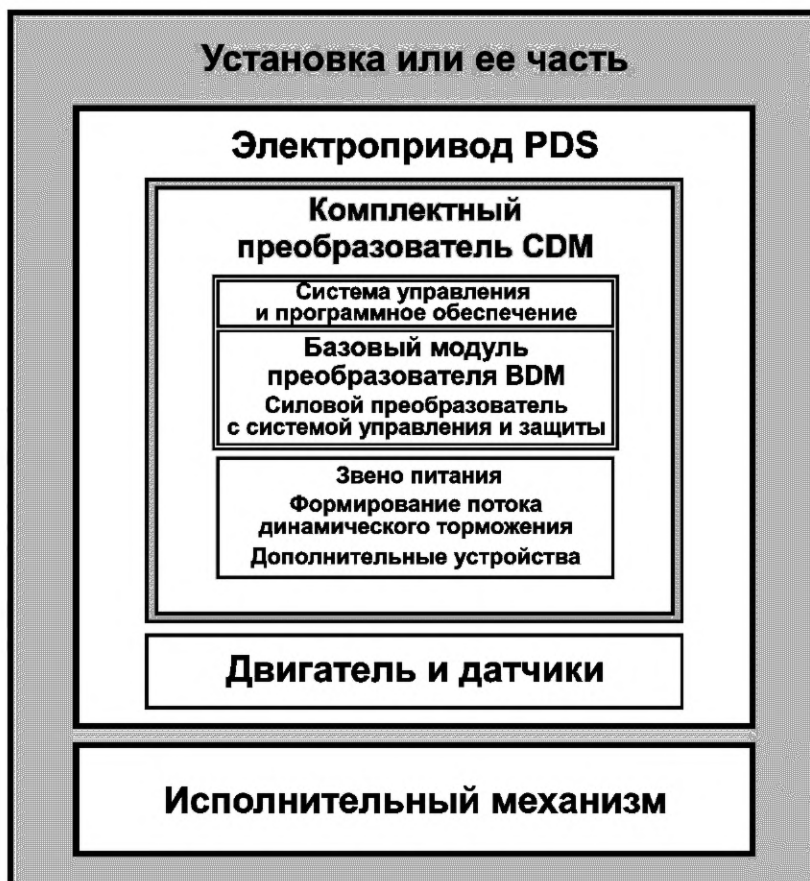 Установка или ее часть
Электропривод PDS
Комплектный
преобразователь CDM
Система управления
и программное обеспечение
Базовый модуль
преобразователя BDM
Силовой преобразователь
с системой управления и защиты
Звено питания
Формирование потока
динамического торможения
Дополнительные устройства
Двигатель и датчики
Исполнительный механизм